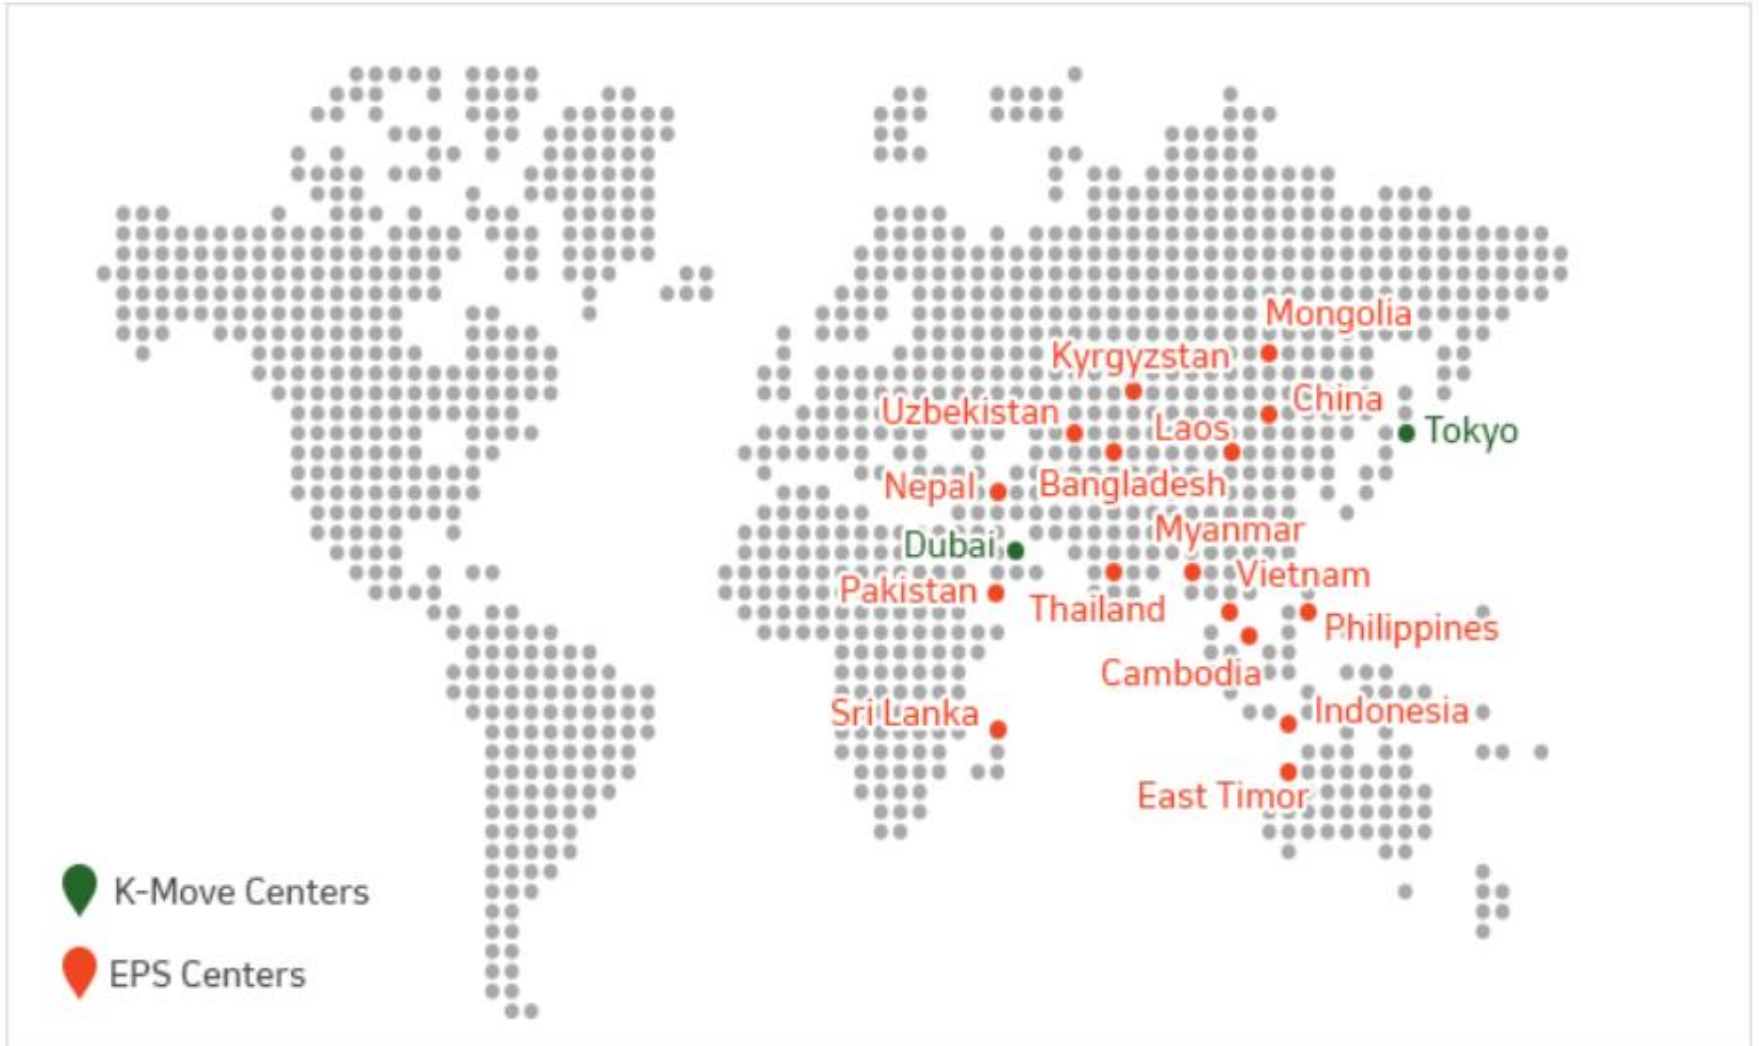 Mongolia
Kyrgyzstan
China
Uzbekistan
Laos
Tokyo
Nepal
Bangladesh
Myanmar
Dubai
Vietnam
Pakistan
Thailand
Philippines
Cambodia
Sri Lanka
Indonesia
East Timor
K-Move Centers
EPS Centers